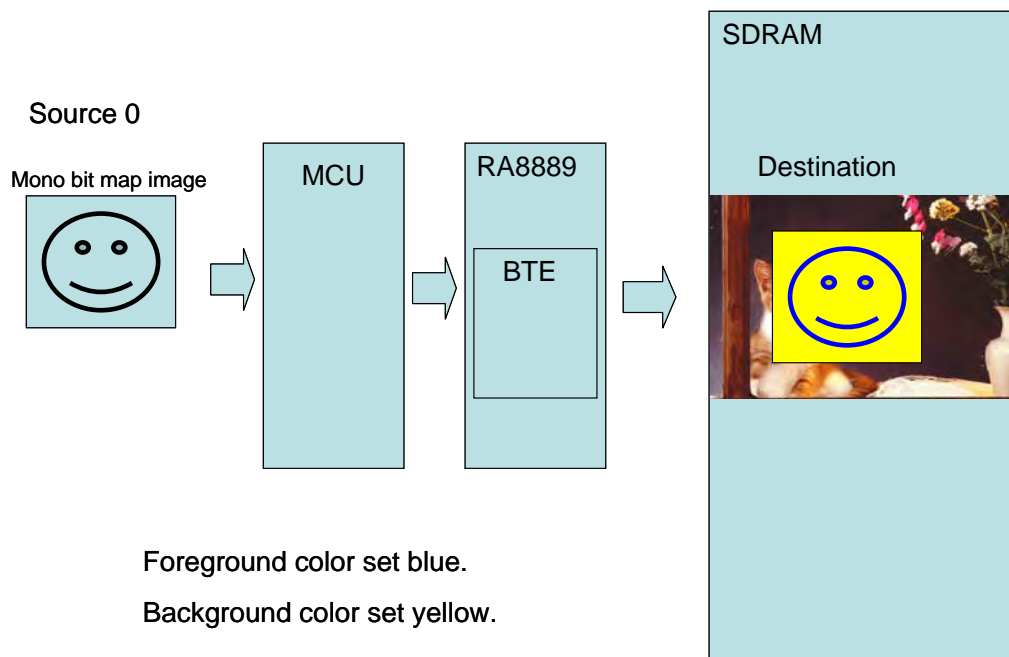 SDRAM
Source 0
Mono bit map image
MCU
RA8889
BTE
Destination
Foreground color set blue.
Background color set yellow.